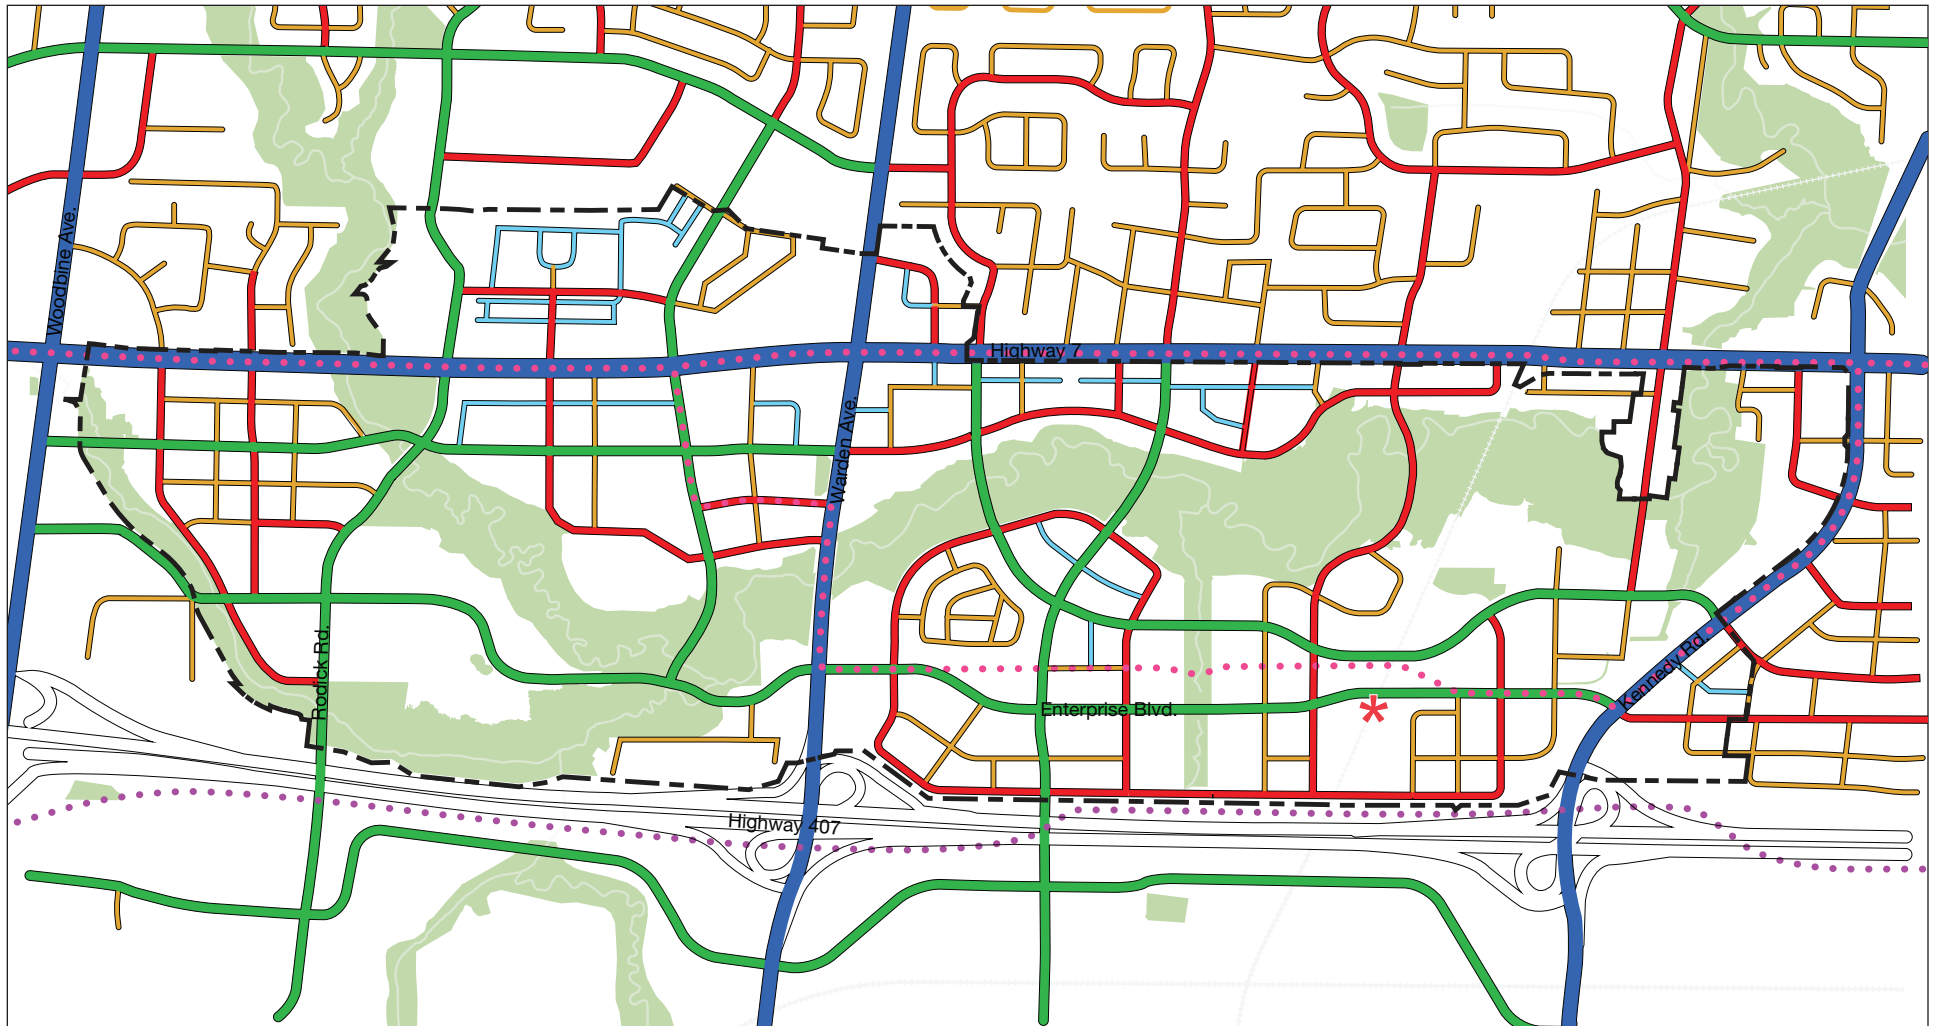 Woodbine Ave.
Highway 7
Warden Ave.
Rodick Rd.
Kennedy Rd.
Enterprise Blvd.
*
Highway 407